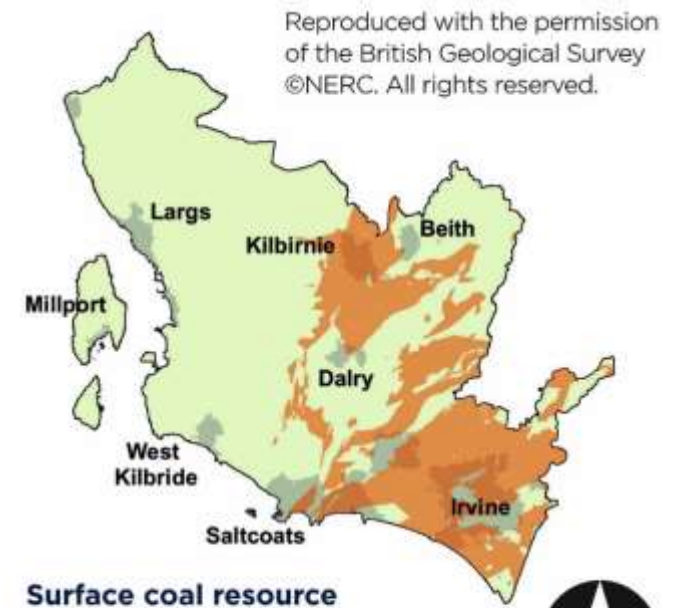 Reproduced with the permission
of the British Geological Survey
©NERC. All rights reserved.
Largs
Beith
Kilbirnie
Millport
Dalry
West
Kilbride
Irvine
Saltcoats
Surface coal resource